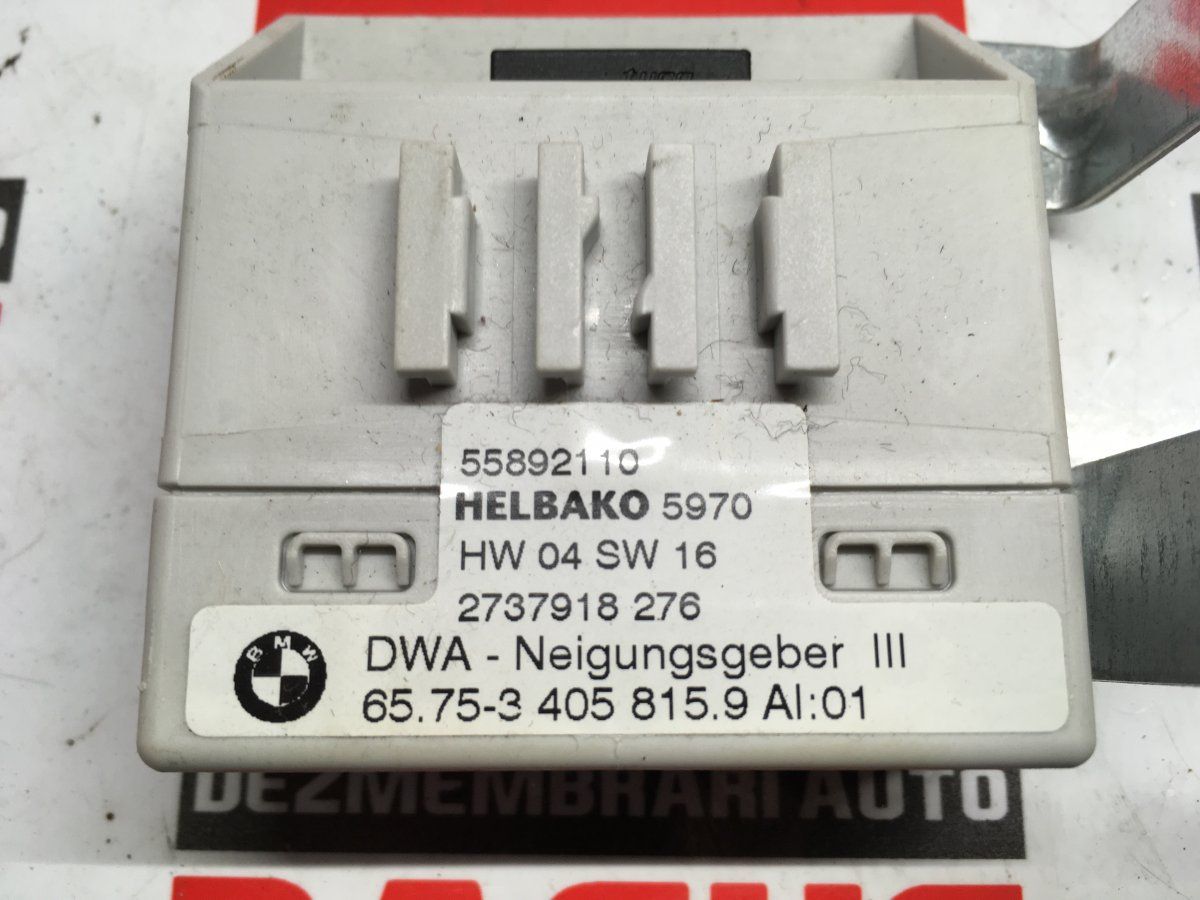 55892110
HELBAKO 5970
HW 04 SW 16
2737918 276
BMW
DWA - Neigungsgeber III
65.75-3 405 815.9 AI:01
DEZMEMBRARI AUTO